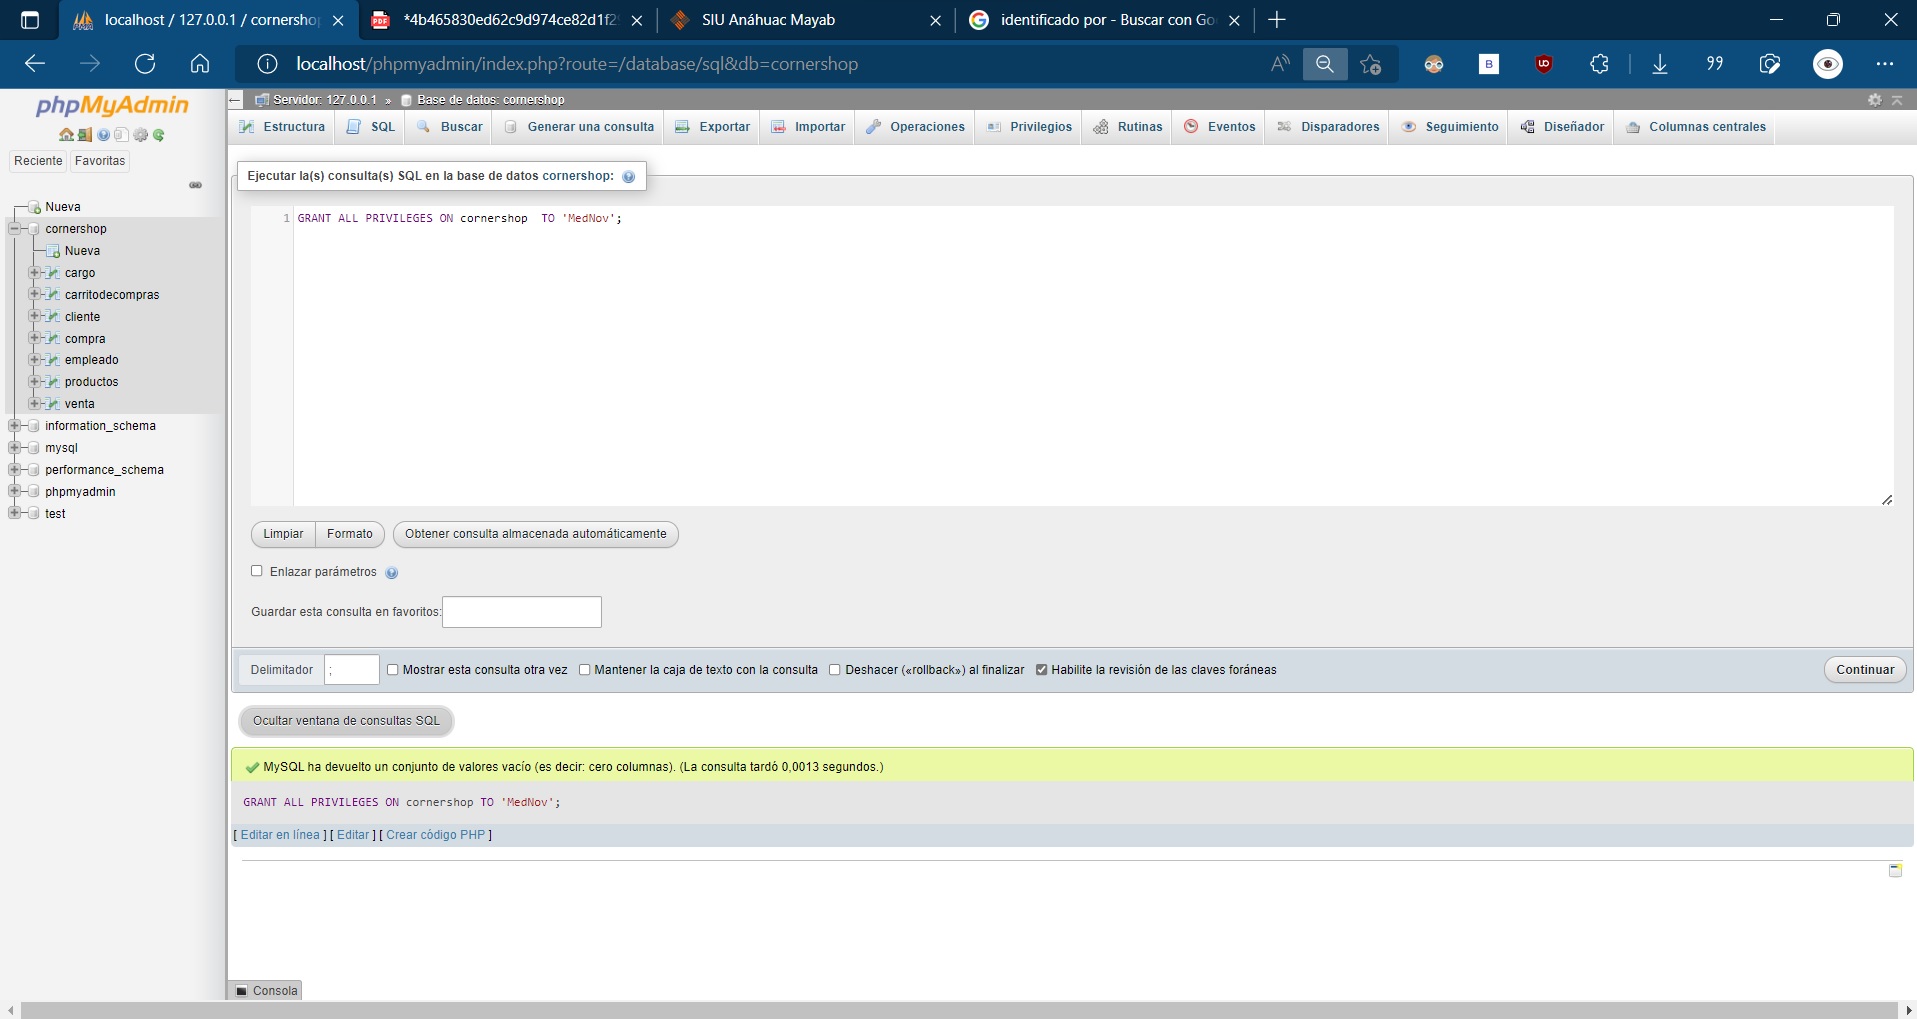 localhost / 127.0.0.1 / cornershop
*4b465830ed62c9d974ce82d1f2
SIU Anáhuac Mayab
identificado por - Buscar con Go
localhost/phpmyadmin/index.php?route=/database/sql&db=cornershop
phpMyAdmin
Reciente Favoritas
Nueva
cornershop
Nueva
cargo
carritodecompras
cliente
compra
empleado
productos
venta
information_schema
mysql
performance_schema
phpmyadmin
test
Servidor: 127.0.0.1 » Base de datos: cornershop
Estructura SQL Buscar Generar una consulta Exportar Importar Operaciones Privilegios Rutinas Eventos Disparadores Seguimiento Diseñador Columnas centrales
Ejecutar la(s) consulta(s) SQL en la base de datos cornershop:
1 GRANT ALL PRIVILEGES ON cornershop  TO 'MedNov';
Limpiar Formato Obtener consulta almacenada automáticamente
Enlazar parámetros
Guardar esta consulta en favoritos:
Delimitador ; Mostrar esta consulta otra vez Mantener la caja de texto con la consulta Deshacer («rollback») al finalizar Habilite la revisión de las claves foráneas Continuar
Ocultar ventana de consultas SQL
MySQL ha devuelto un conjunto de valores vacío (es decir: cero columnas). (La consulta tardó 0,0013 segundos.)
GRANT ALL PRIVILEGES ON cornershop TO 'MedNov';
[ Editar en línea ] [ Editar ] [ Crear código PHP ]
Consola